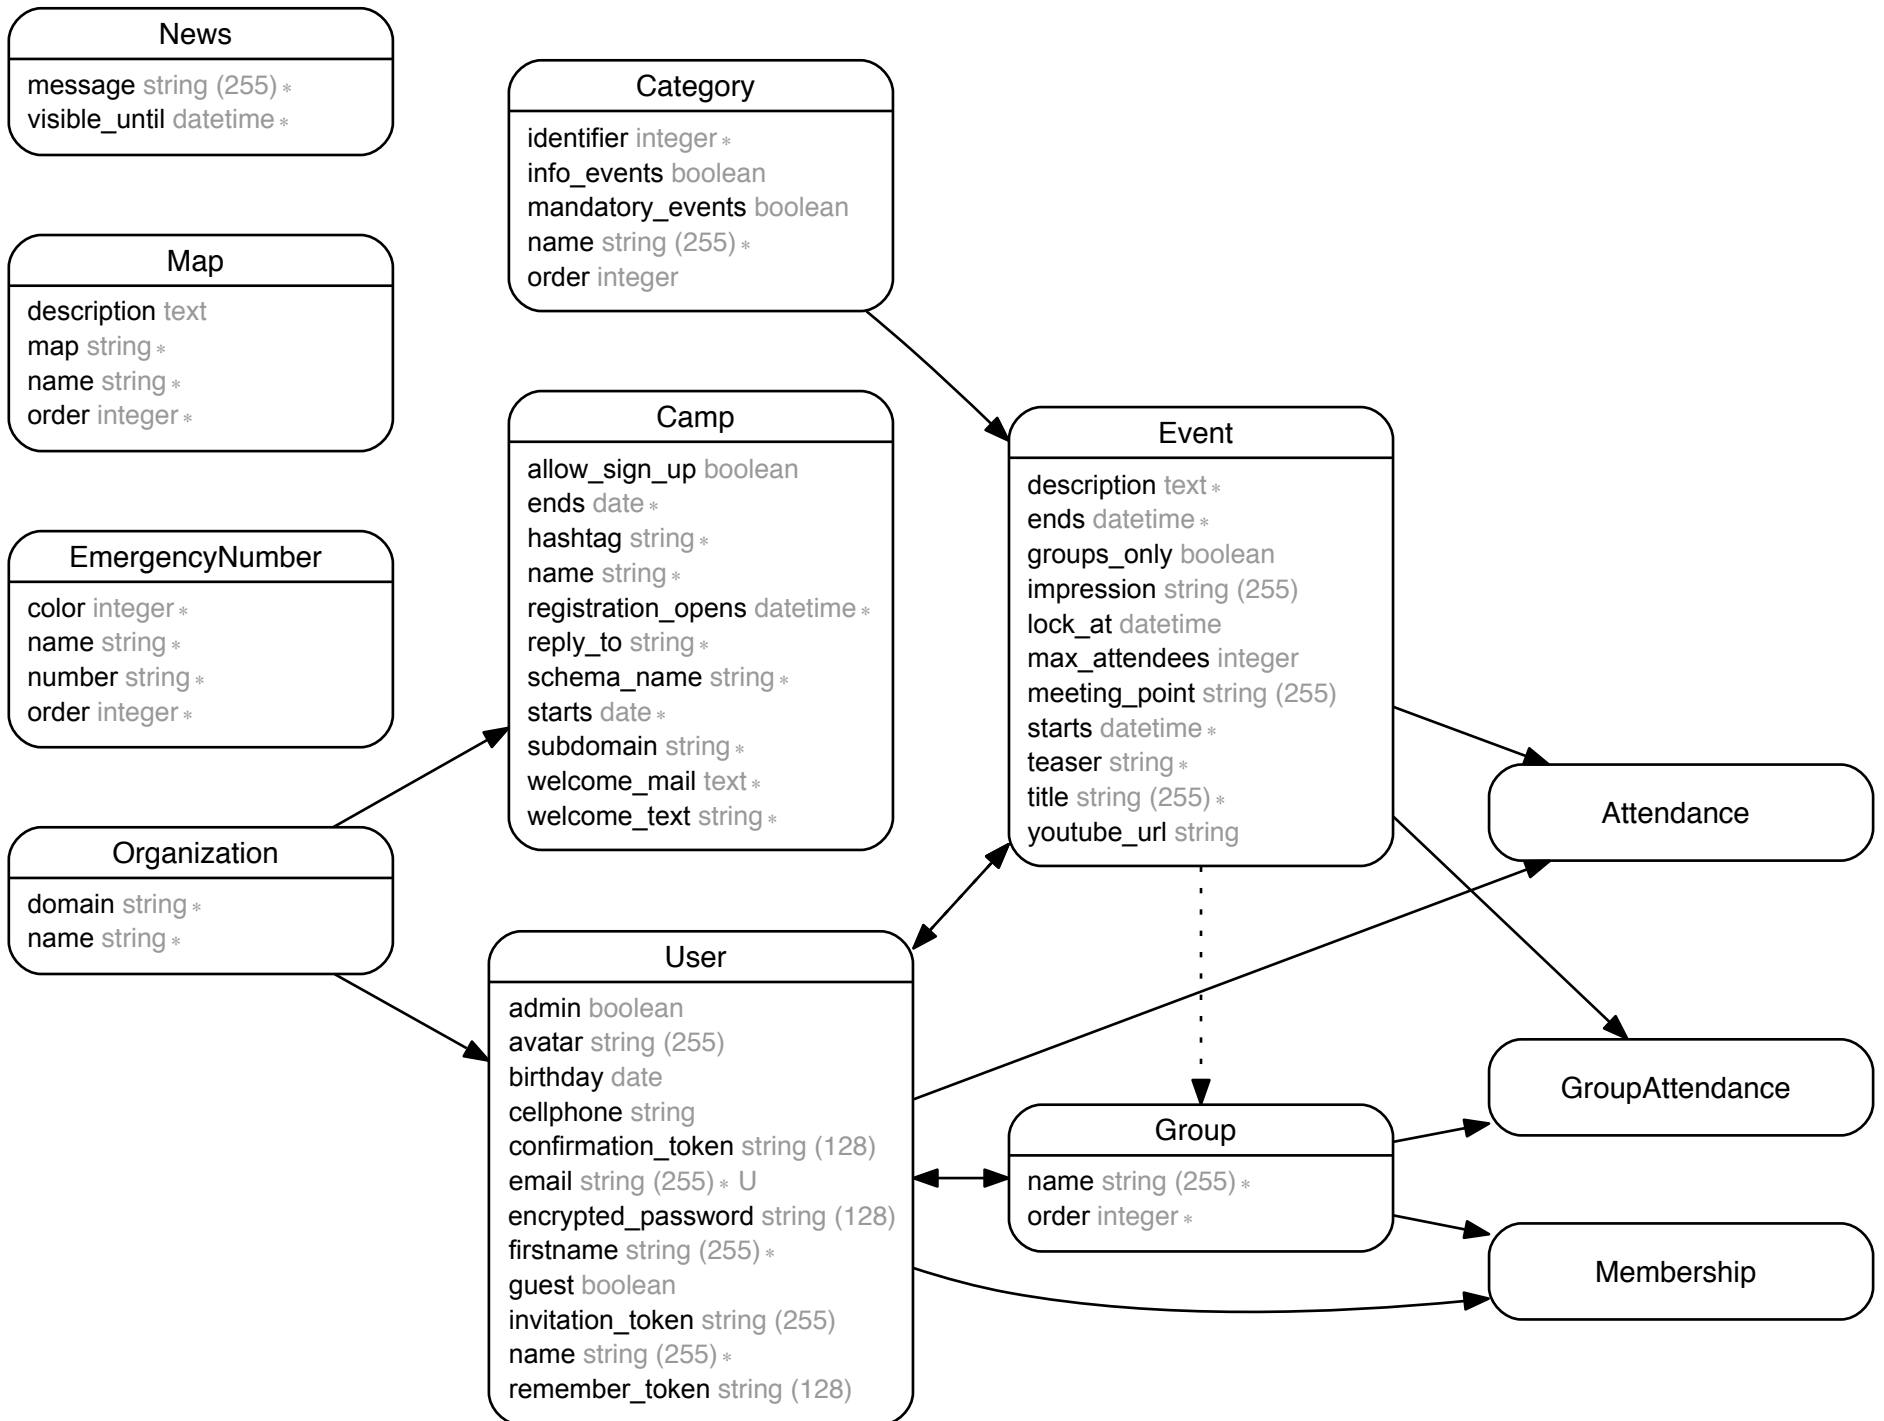 News
message string (255) *
visible_until datetime *
Map
description text
map string *
name string *
order integer *
EmergencyNumber
color integer *
name string *
number string *
order integer *
Organization
domain string *
name string *
Category
identifier integer *
info_events boolean
mandatory_events boolean
name string (255) *
order integer
Camp
allow_sign_up boolean
ends date *
hashtag string *
name string *
registration_opens datetime *
reply_to string *
schema_name string *
starts date *
subdomain string *
welcome_mail text *
welcome_text string *
User
admin boolean
avatar string (255)
birthday date
cellphone string
confirmation_token string (128)
email string (255) * U
encrypted_password string (128)
firstname string (255) *
guest boolean
invitation_token string (255)
name string (255) *
remember_token string (128)
Event
description text *
ends datetime *
groups_only boolean
impression string (255)
lock_at datetime
max_attendees integer
meeting_point string (255)
starts datetime *
teaser string *
title string (255) *
youtube_url string
Group
name string (255) *
order integer *
Attendance
GroupAttendance
Membership